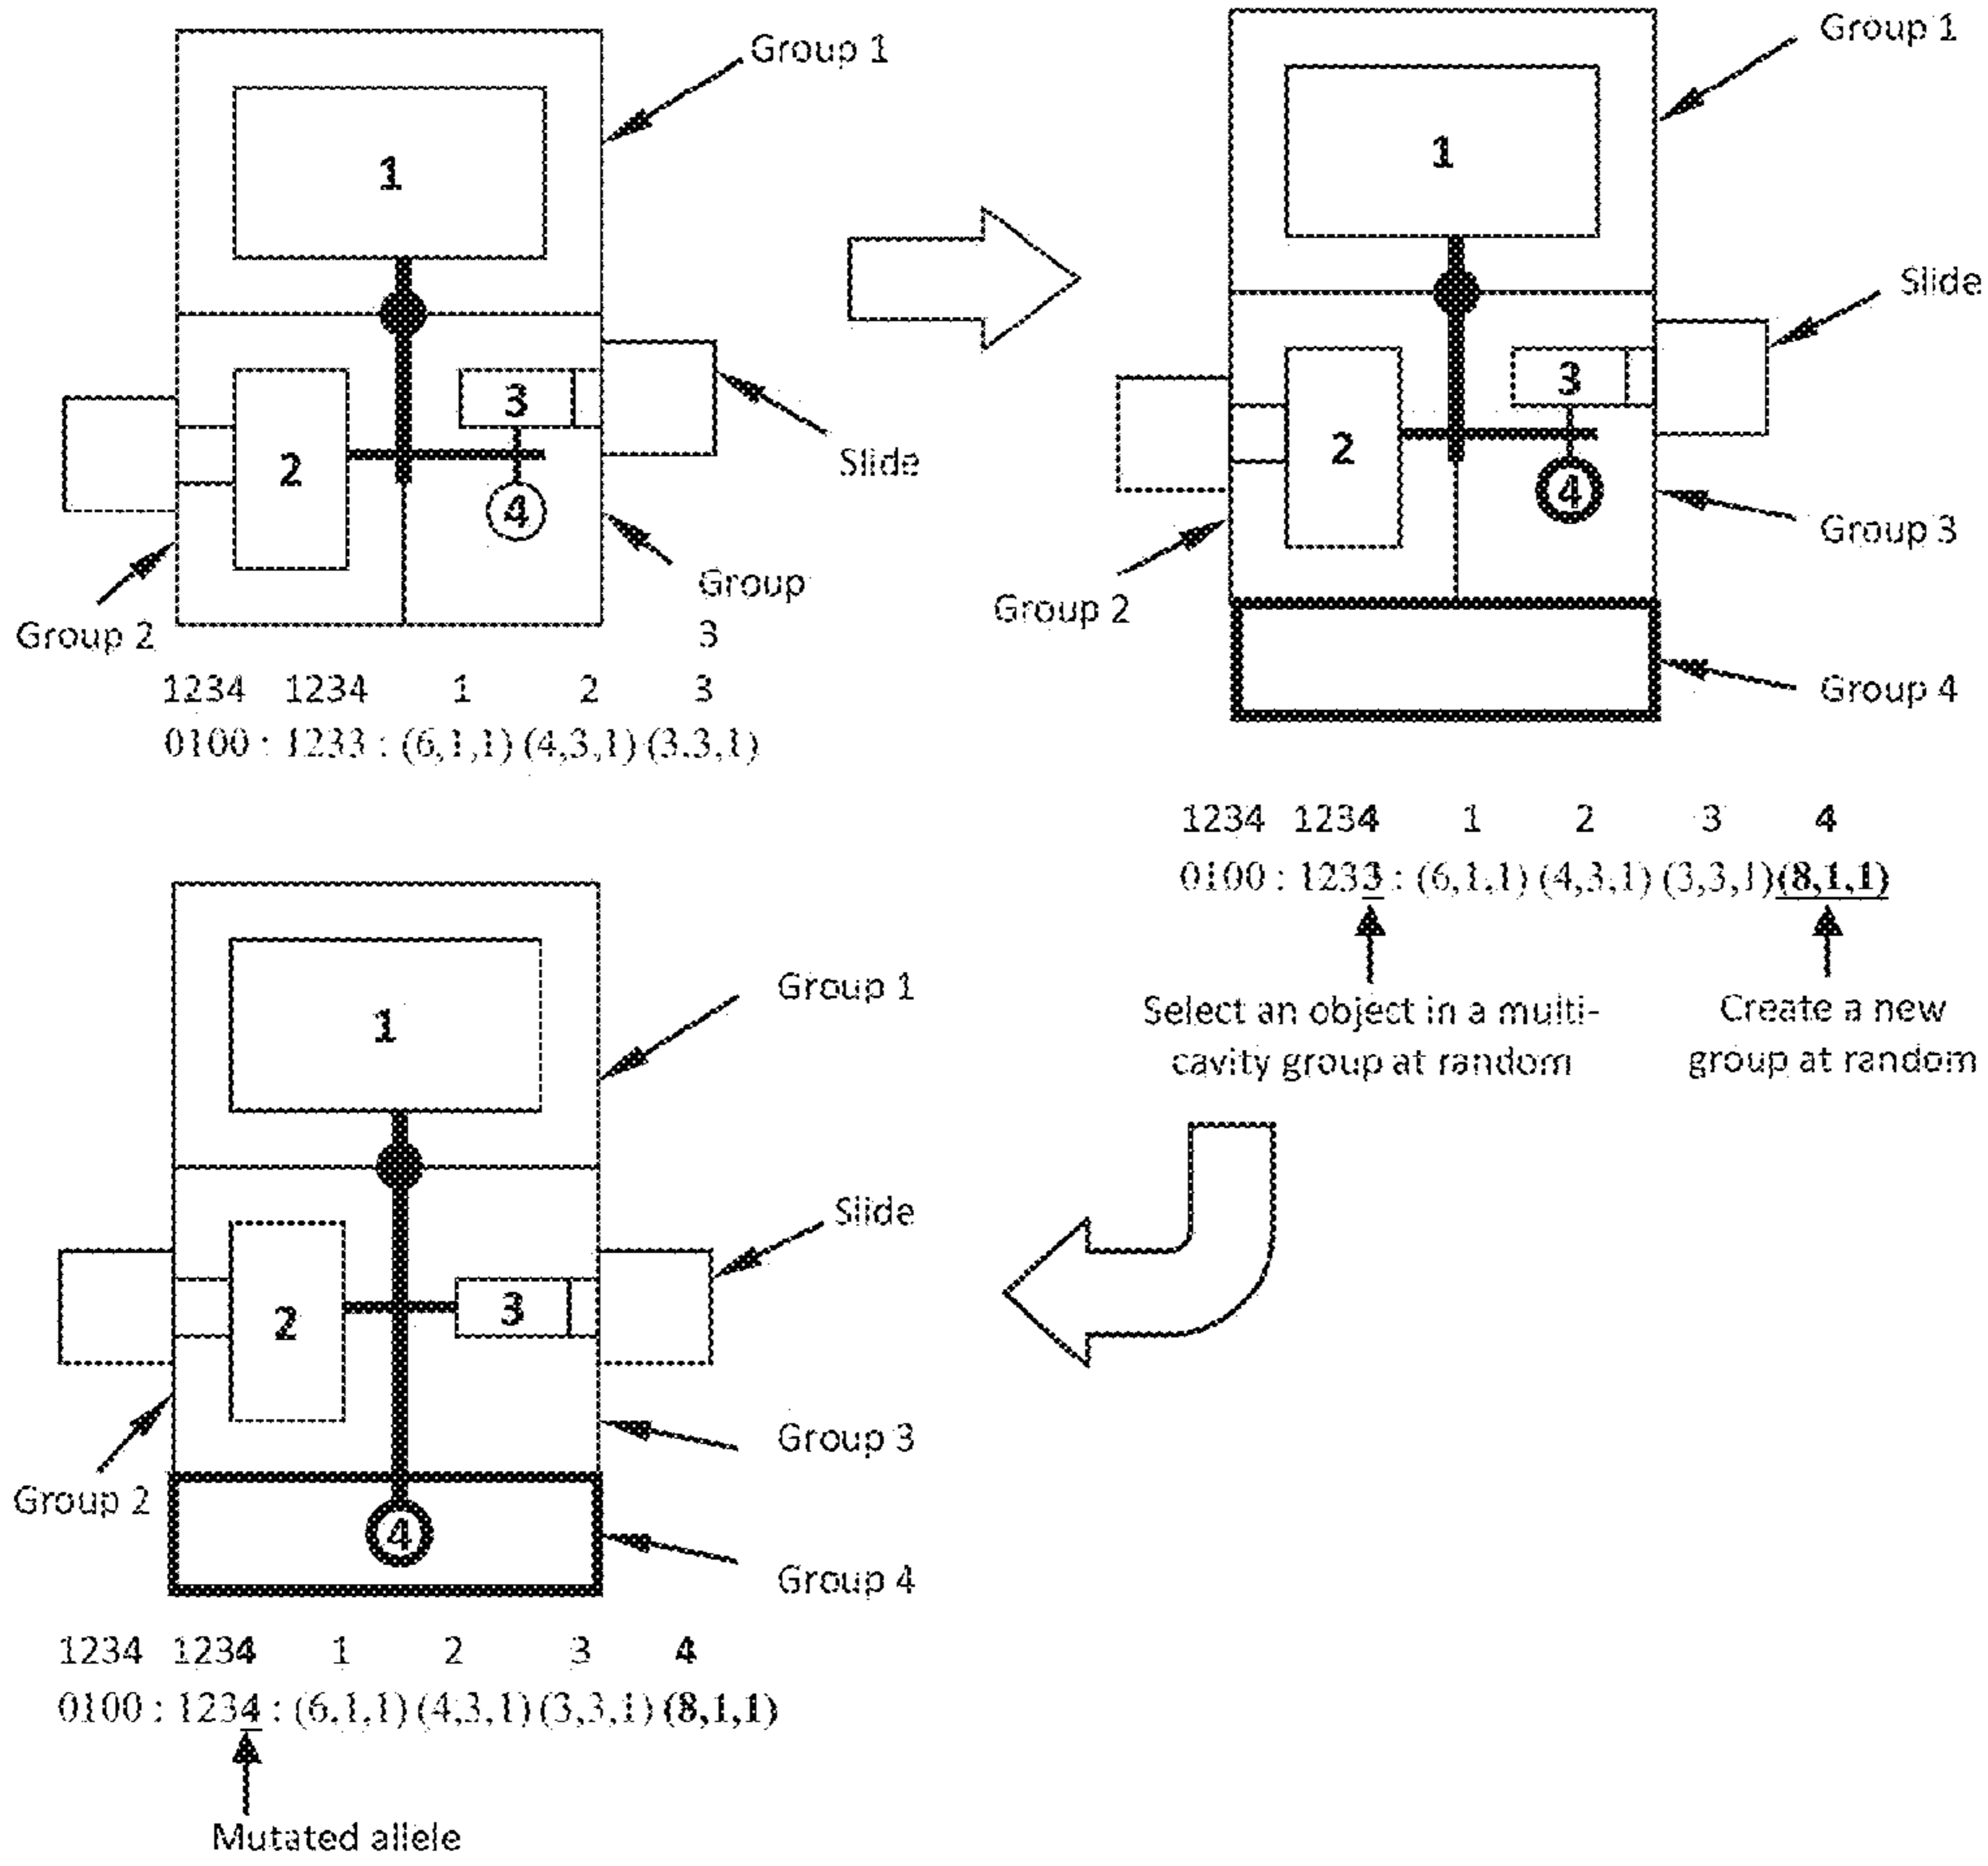 Group 1
1
Slide
3
2
4
Group
3
Group 2
1234 1234 1 2 3
0100 : 1233 : (6,1,1) (4,3,1) (3,3,1)
Group 1
1
Slide
3
2
4
Group 3
Group 2
Group 4
1234 1234 1 2 3 4
0100 : 1233 : (6,1,1) (4,3,1) (3,3,1)(8,1,1)
Select an object in a multi-
cavity group at random
Create a new
group at random
Group 1
1
Slide
3
2
Group 3
Group 2
4
Group 4
1234 1234 1 2 3 4
0100 : 1234 : (6,1,1) (4,3,1) (3,3,1) (8,1,1)
Mutated allele